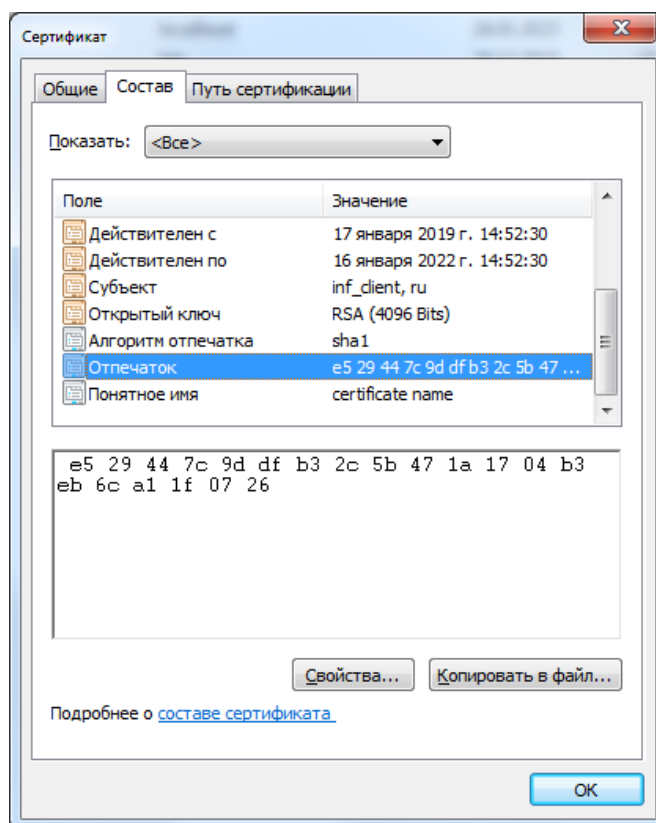 Сертификат
Общие Состав Путь сертификации
Показать: <Все>
Поле Значение
Действителен с 17 января 2019 г. 14:52:30
Действителен по 16 января 2022 г. 14:52:30
Субъект inf_client, ru
Открытый ключ RSA (4096 Bits)
Алгоритм отпечатка sha1
Отпечаток e5 29 44 7c 9d df b3 2c 5b 47 ...
Понятное имя certificate name
e5 29 44 7c 9d df b3 2c 5b 47 1a 17 04 b3
eb 6c a1 1f 07 26
Свойства... Копировать в файл...
Подробнее о составе сертификата
ОК